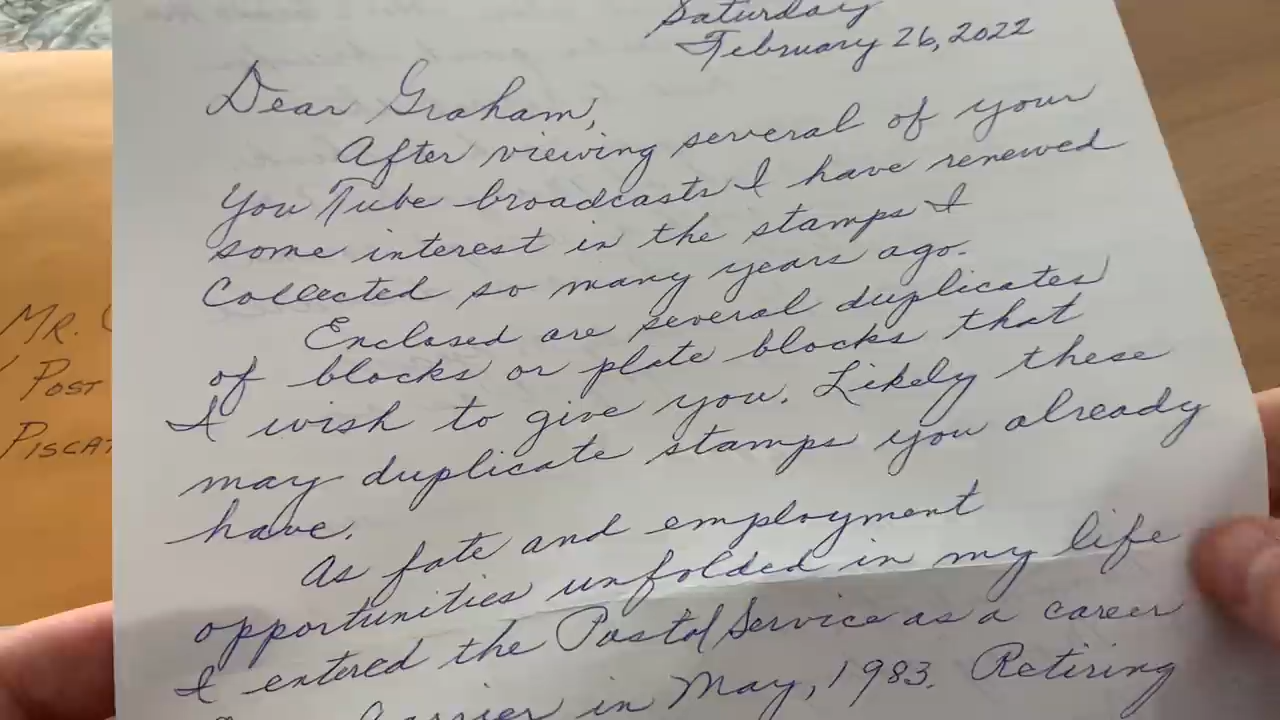 Saturday
February 26, 2022
Dear Graham,
After viewing several of your
You Tube broadcasts I have renewed
some interest in the stamps I
Collected so many years ago.
Enclosed are several duplicates
of blocks or plate blocks that
I wish to give you. Likely these
may duplicate stamps you already
have.
As fate and employment
opportunities unfolded in my life
I entered the Postal Service as a career
Carrier in May, 1983. Retiring
MR.
POST